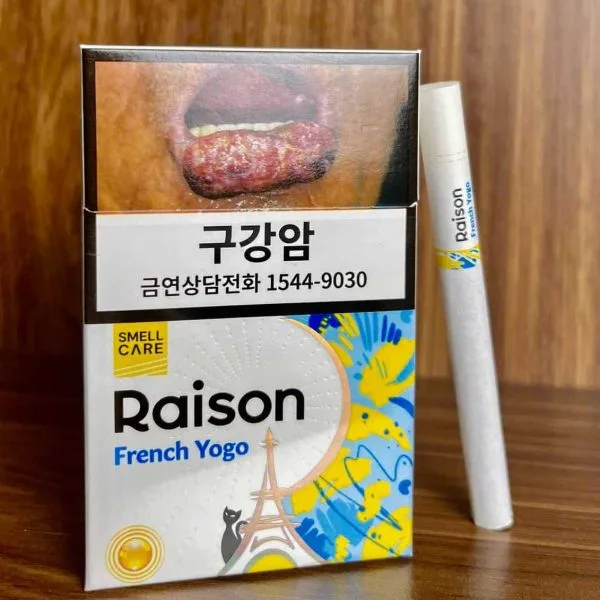 구강암
금연상담전화 1544-9030
SMELL
CARE
Raison
French Yogo
Raison
French Yogo